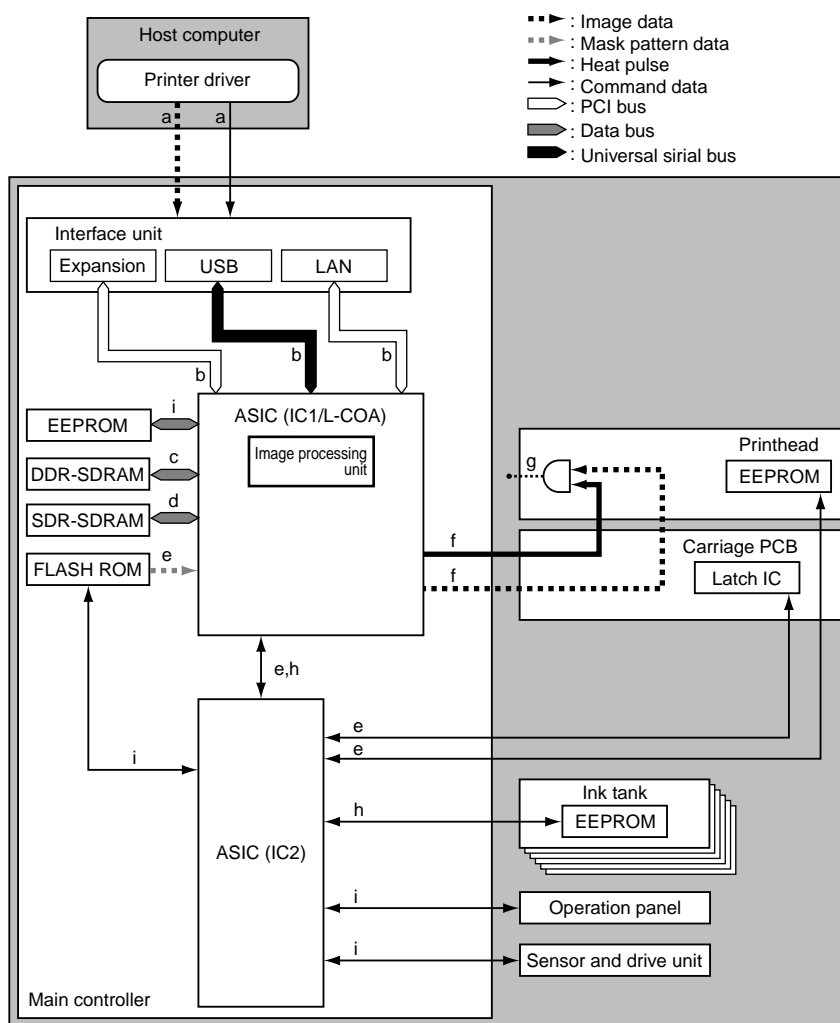 Host computer
Printer driver
a
a
: Image data
: Mask pattern data
: Heat pulse
: Command data
: PCI bus
: Data bus
: Universal sirial bus
Interface unit
Expansion
USB
LAN
b
b
b
ASIC (IC1/L-COA)
Image processing
unit
EEPROM
i
DDR-SDRAM
c
SDR-SDRAM
d
FLASH ROM
e
f
f
g
Printhead
EEPROM
Carriage PCB
Latch IC
e,h
i
ASIC (IC2)
e
e
h
Ink tank
EEPROM
i
Operation panel
i
Sensor and drive unit
Main controller